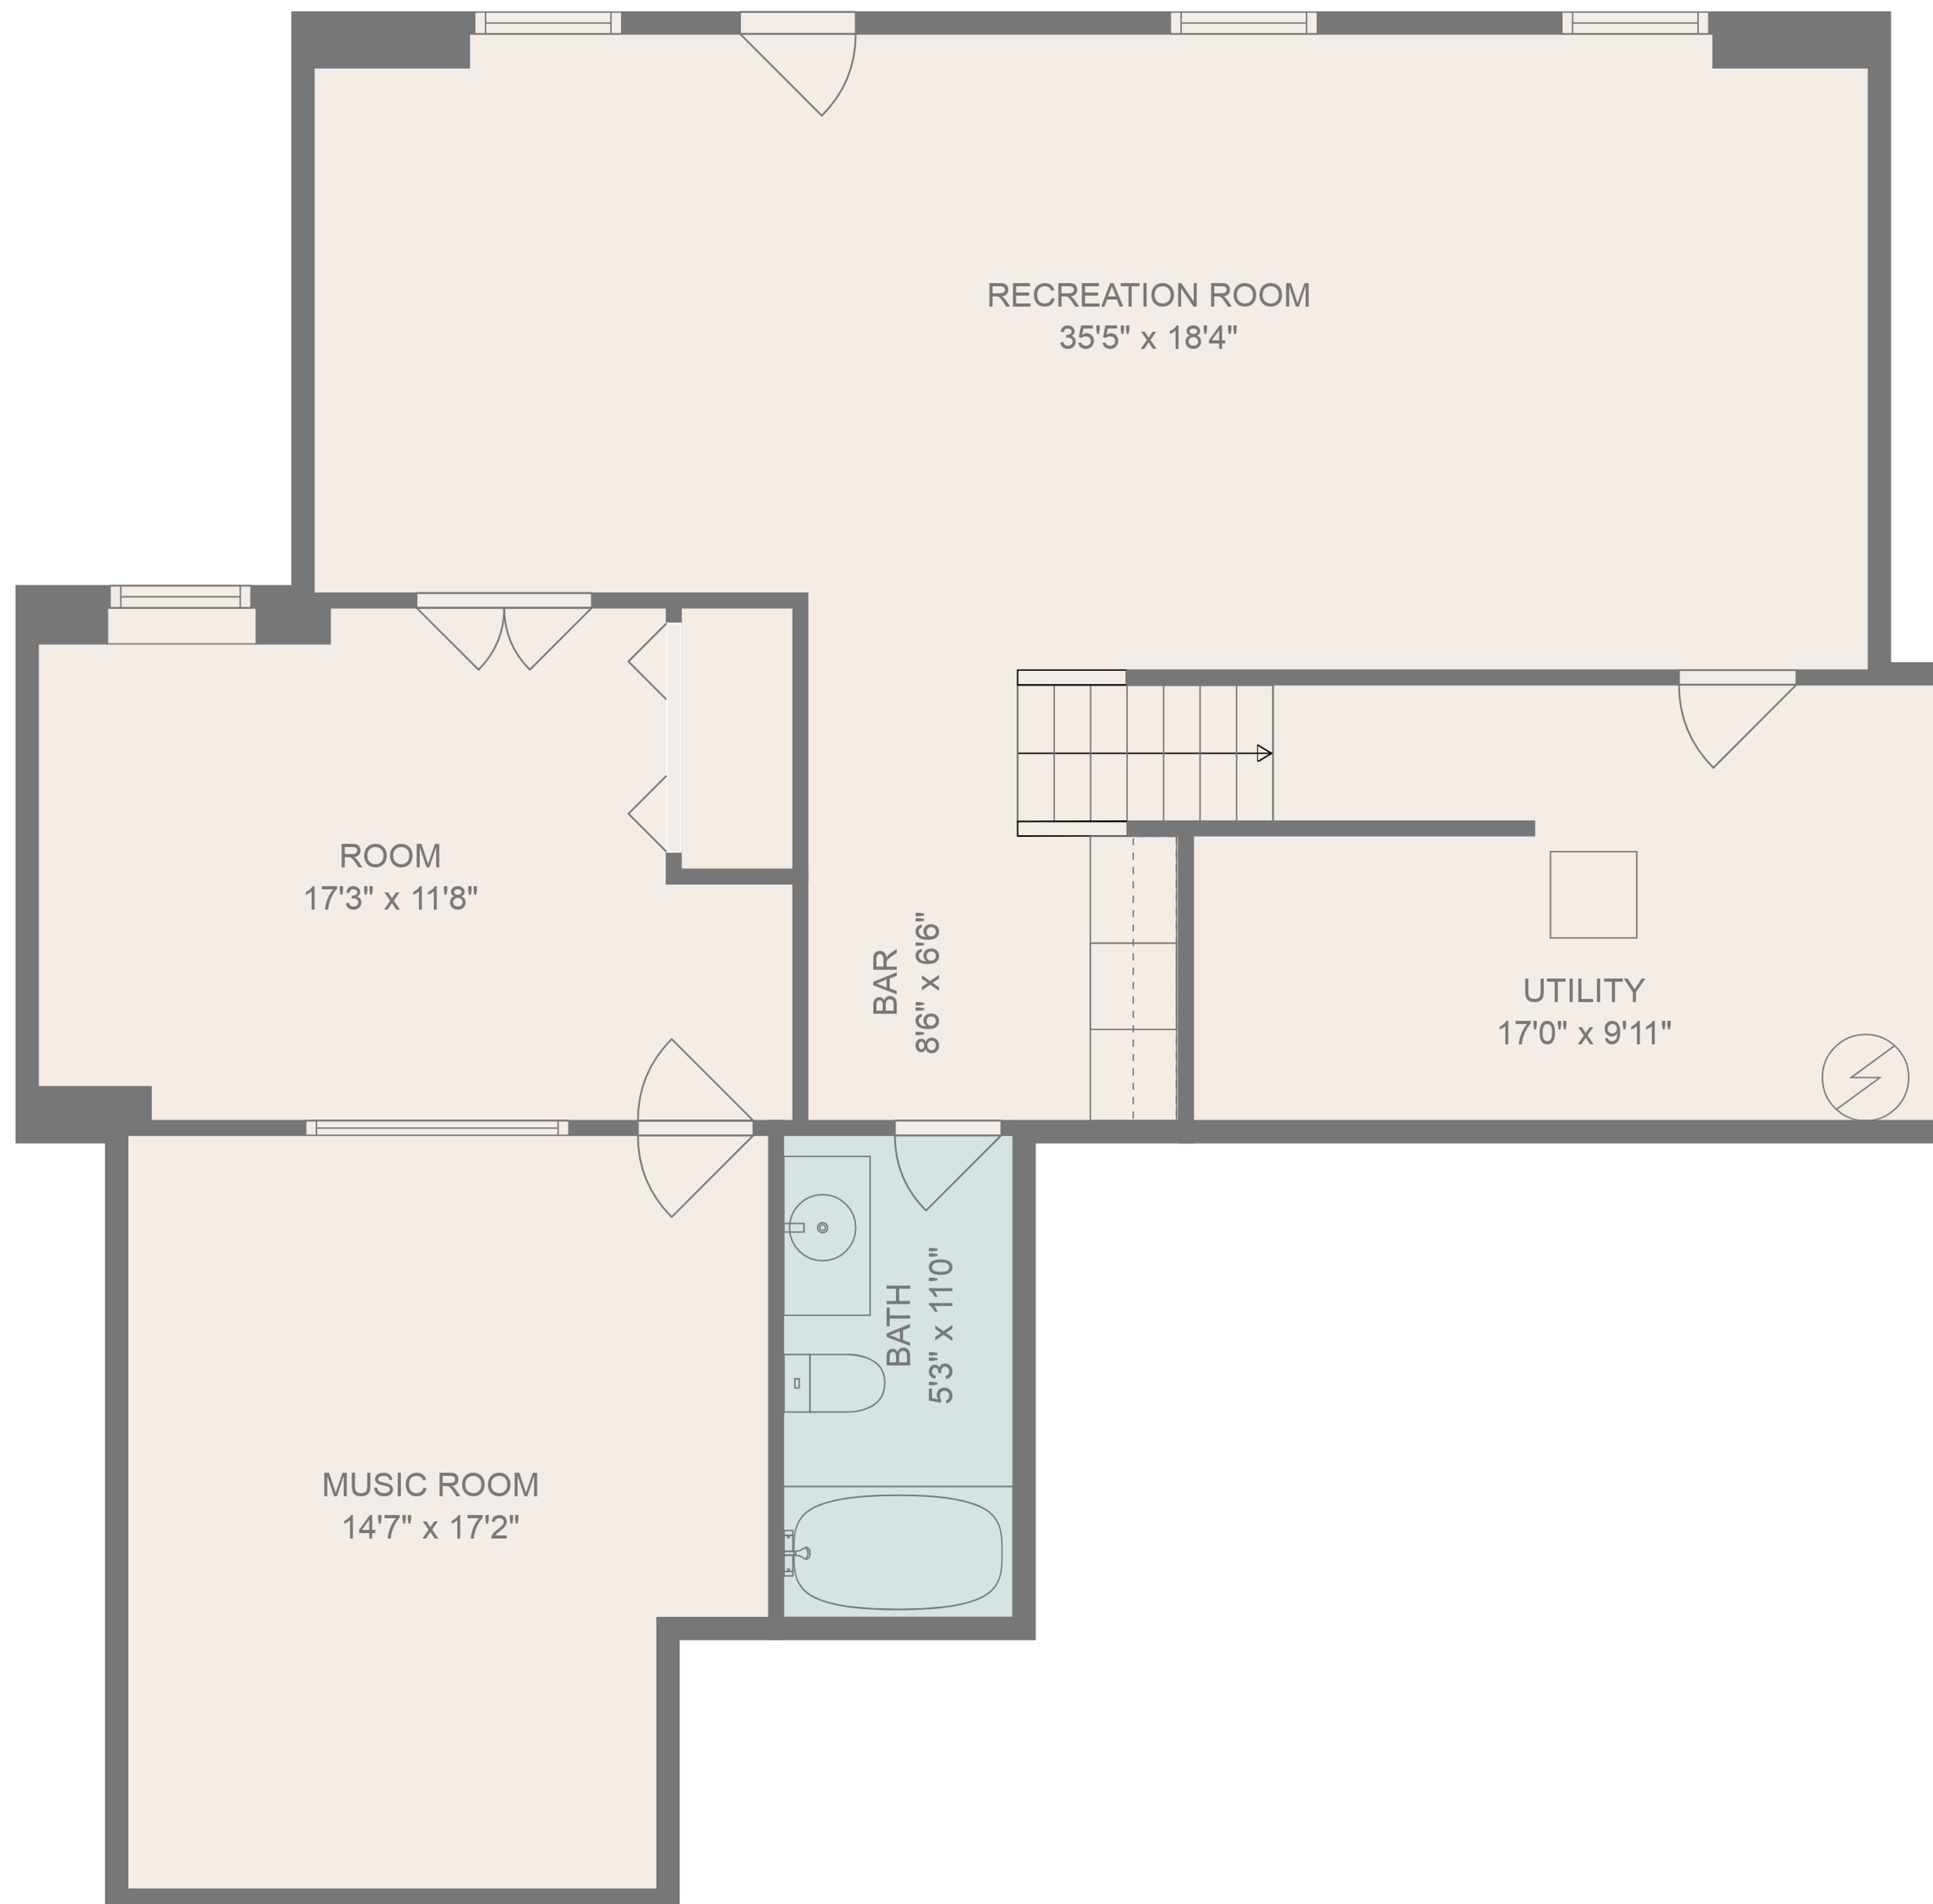 RECREATION ROOM
35'5" x 18'4"
ROOM
17'3" x 11'8"
BAR
8'6" x 6'6"
UTILITY
17'0" x 9'11"
BATH
5'3" x 11'0"
MUSIC ROOM
14'7" x 17'2"